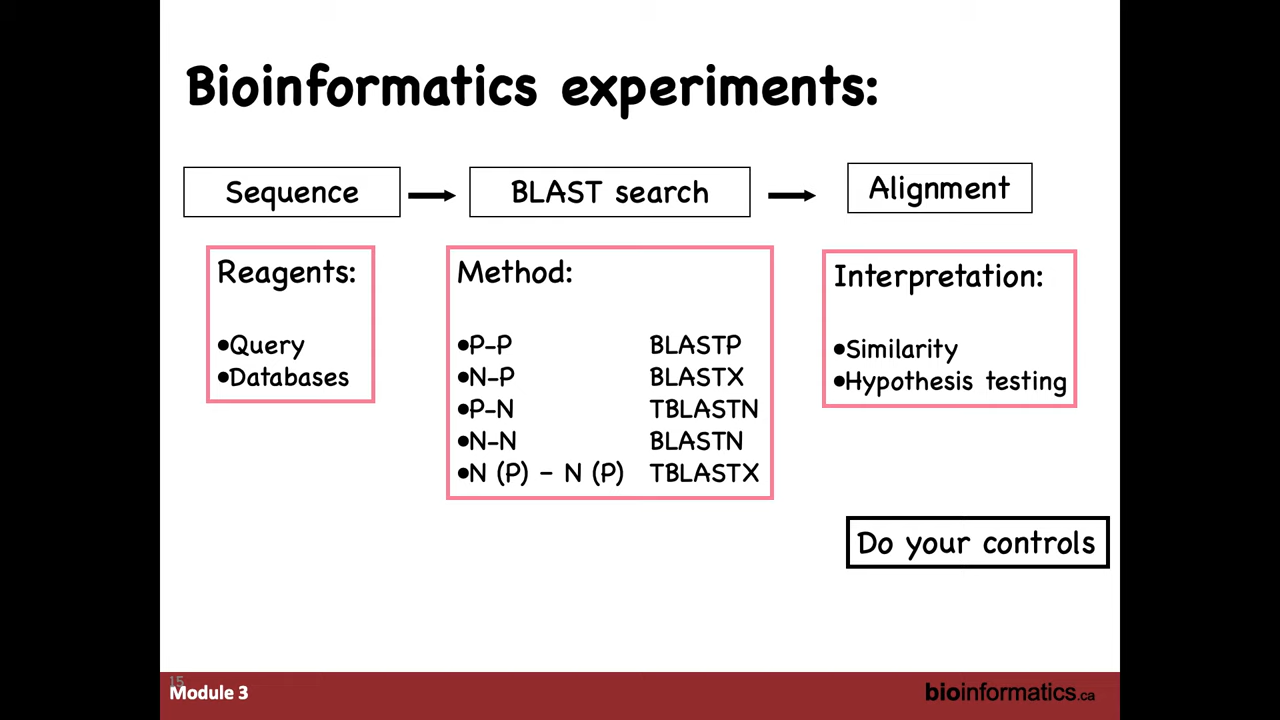 Bioinformatics experiments:
Sequence
BLAST search
Alignment
Reagents:
•Query
•Databases
Method:
•P-P BLASTP
•N-P BLASTX
•P-N TBLASTN
•N-N BLASTN
•N (P) – N (P) TBLASTX
Interpretation:
•Similarity
•Hypothesis testing
Do your controls
15
Module 3
bioinformatics.ca